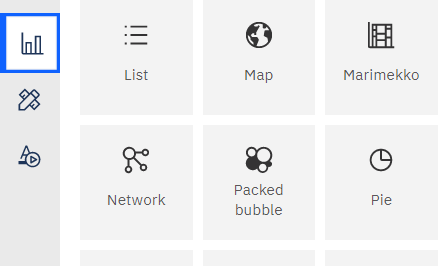 List
Map
Marimekko
Network
Packed
bubble
Pie